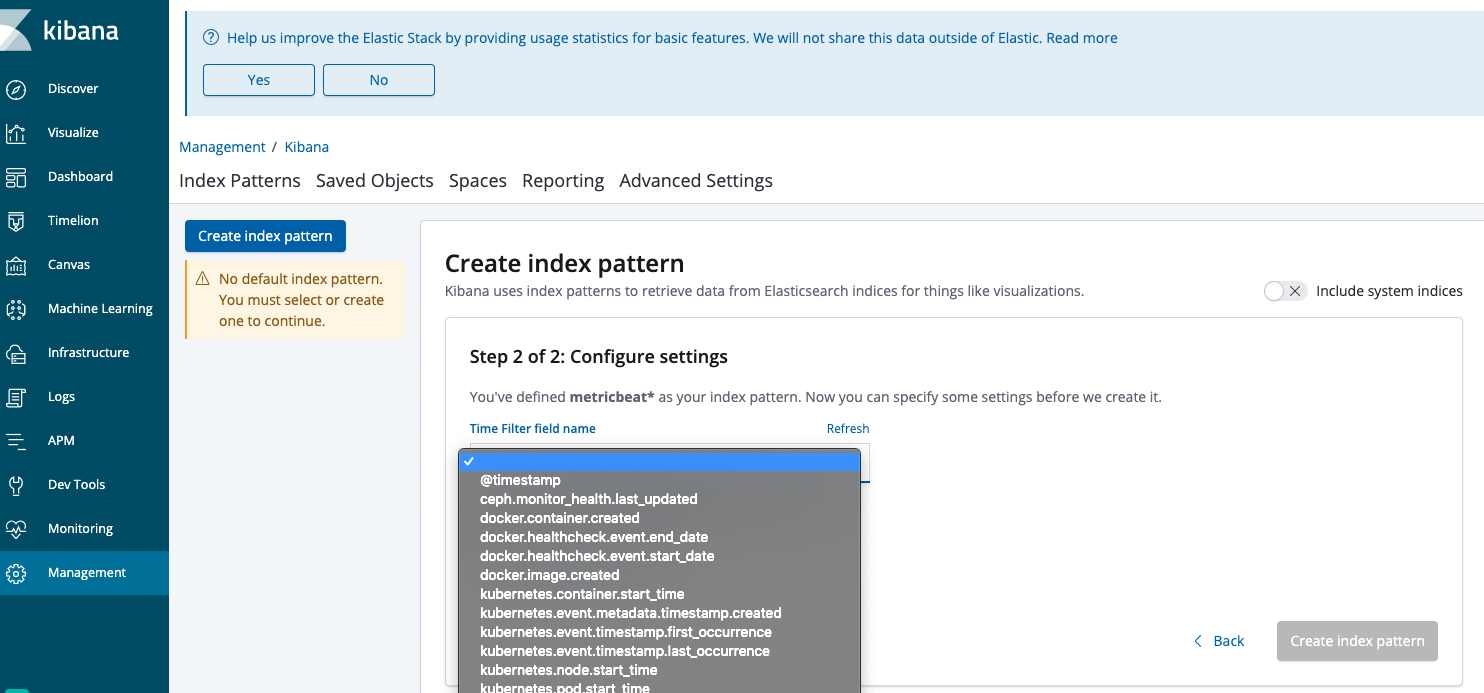 kibana
Discover
Visualize
Dashboard
Timelion
Canvas
Machine Learning
Infrastructure
Logs
APM
Dev Tools
Monitoring
Management
Help us improve the Elastic Stack by providing usage statistics for basic features. We will not share this data outside of Elastic. Read more
Yes No
Management / Kibana
Index Patterns Saved Objects Spaces Reporting Advanced Settings
Create index pattern
No default index pattern.
You must select or create
one to continue.
Create index pattern
Kibana uses index patterns to retrieve data from Elasticsearch indices for things like visualizations.
Include system indices
Step 2 of 2: Configure settings
You've defined metricbeat* as your index pattern. Now you can specify some settings before we create it.
Time Filter field name Refresh
@timestamp
ceph.monitor_health.last_updated
docker.container.created
docker.healthcheck.event.end_date
docker.healthcheck.event.start_date
docker.image.created
kubernetes.container.start_time
kubernetes.event.metadata.timestamp.created
kubernetes.event.timestamp.first_occurrence
kubernetes.event.timestamp.last_occurrence
kubernetes.node.start_time
kubernetes.pod.start_time
Back Create index pattern